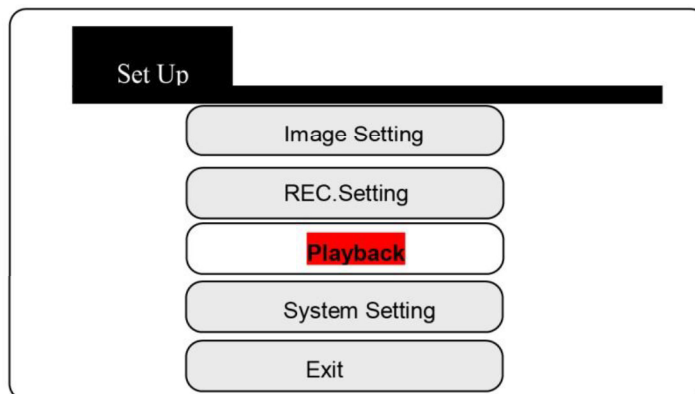 Set Up
Image Setting
REC.Setting
Playback
System Setting
Exit